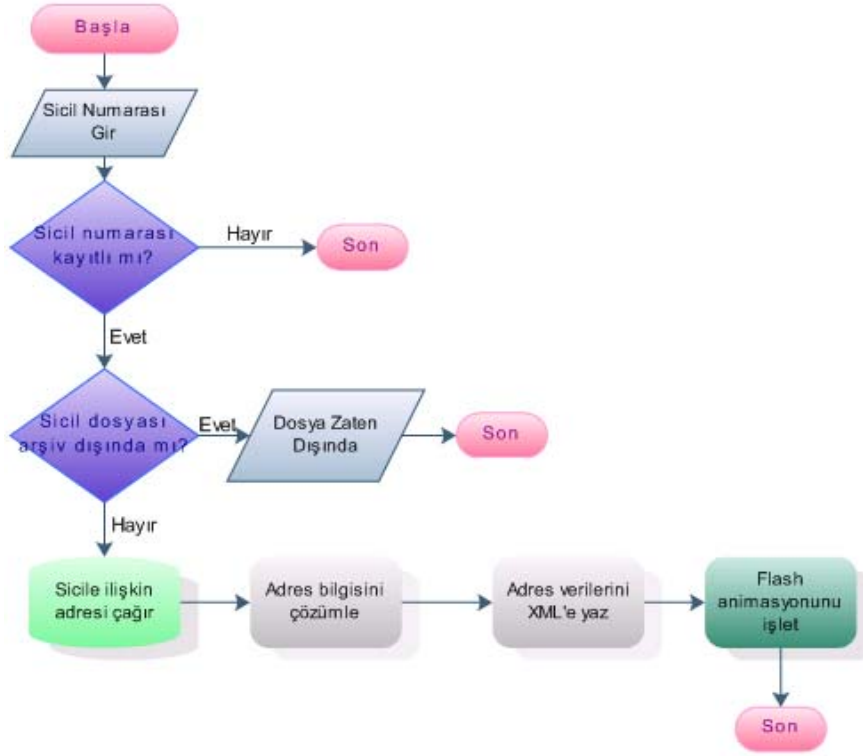 Başla
Sicil Numarası
Gir
Sicil numarası
kayıtlı mı?
Hayır
Son
Evet
Sicil dosyası
arşiv dışında mı?
Evet
Dosya Zaten
Dışında
Son
Hayır
Sicile ilişkin
adresi çağır
Adres bilgisini
çözümle
Adres verilerini
XML'e yaz
Flash
animasyonunu
işlet
Son